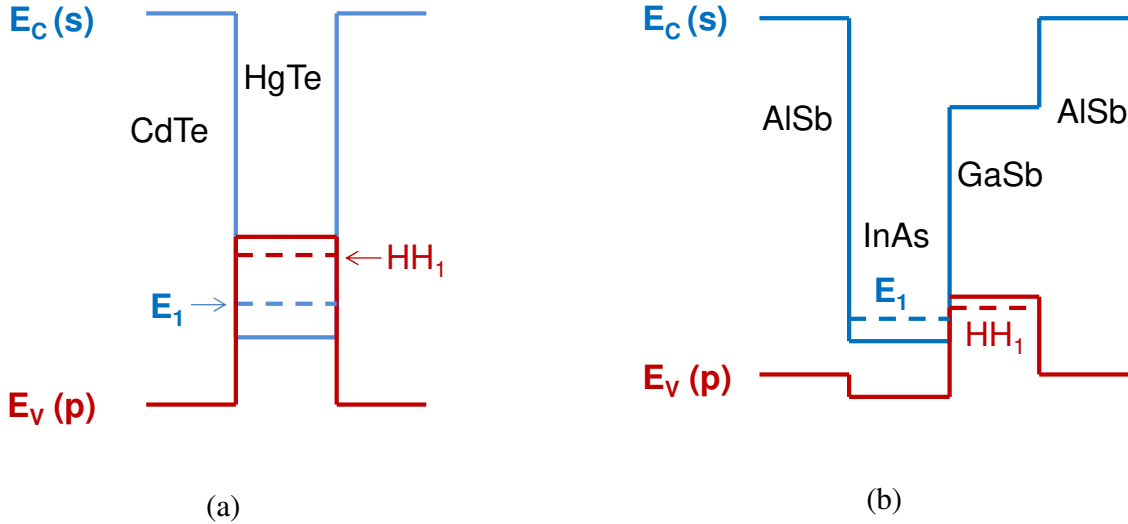 E_C (s)
HgTe
CdTe
HH_1
E_1
E_V (p)
(a)
E_C (s)
AlSb
AlSb
GaSb
InAs
E_1
HH_1
E_V (p)
(b)